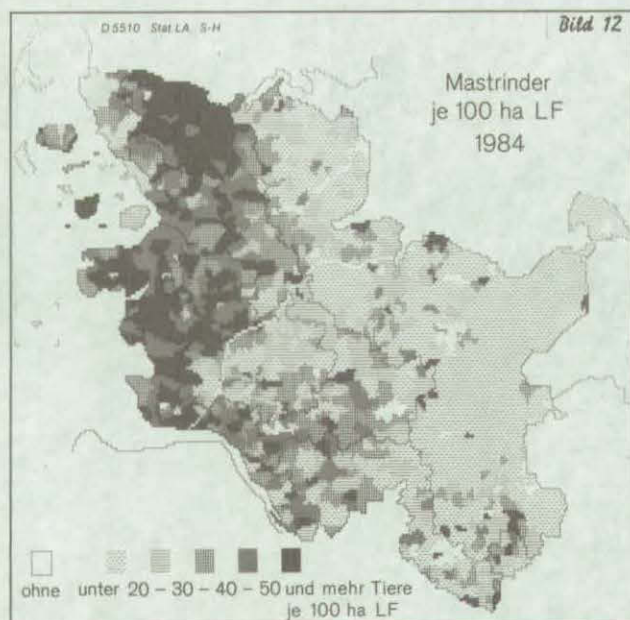 D 5510 Stat. LA S-H
Bild 12
Mastrinder
je 100 ha LF
1984
ohne unter 20 – 30 – 40 – 50 und mehr Tiere
je 100 ha LF